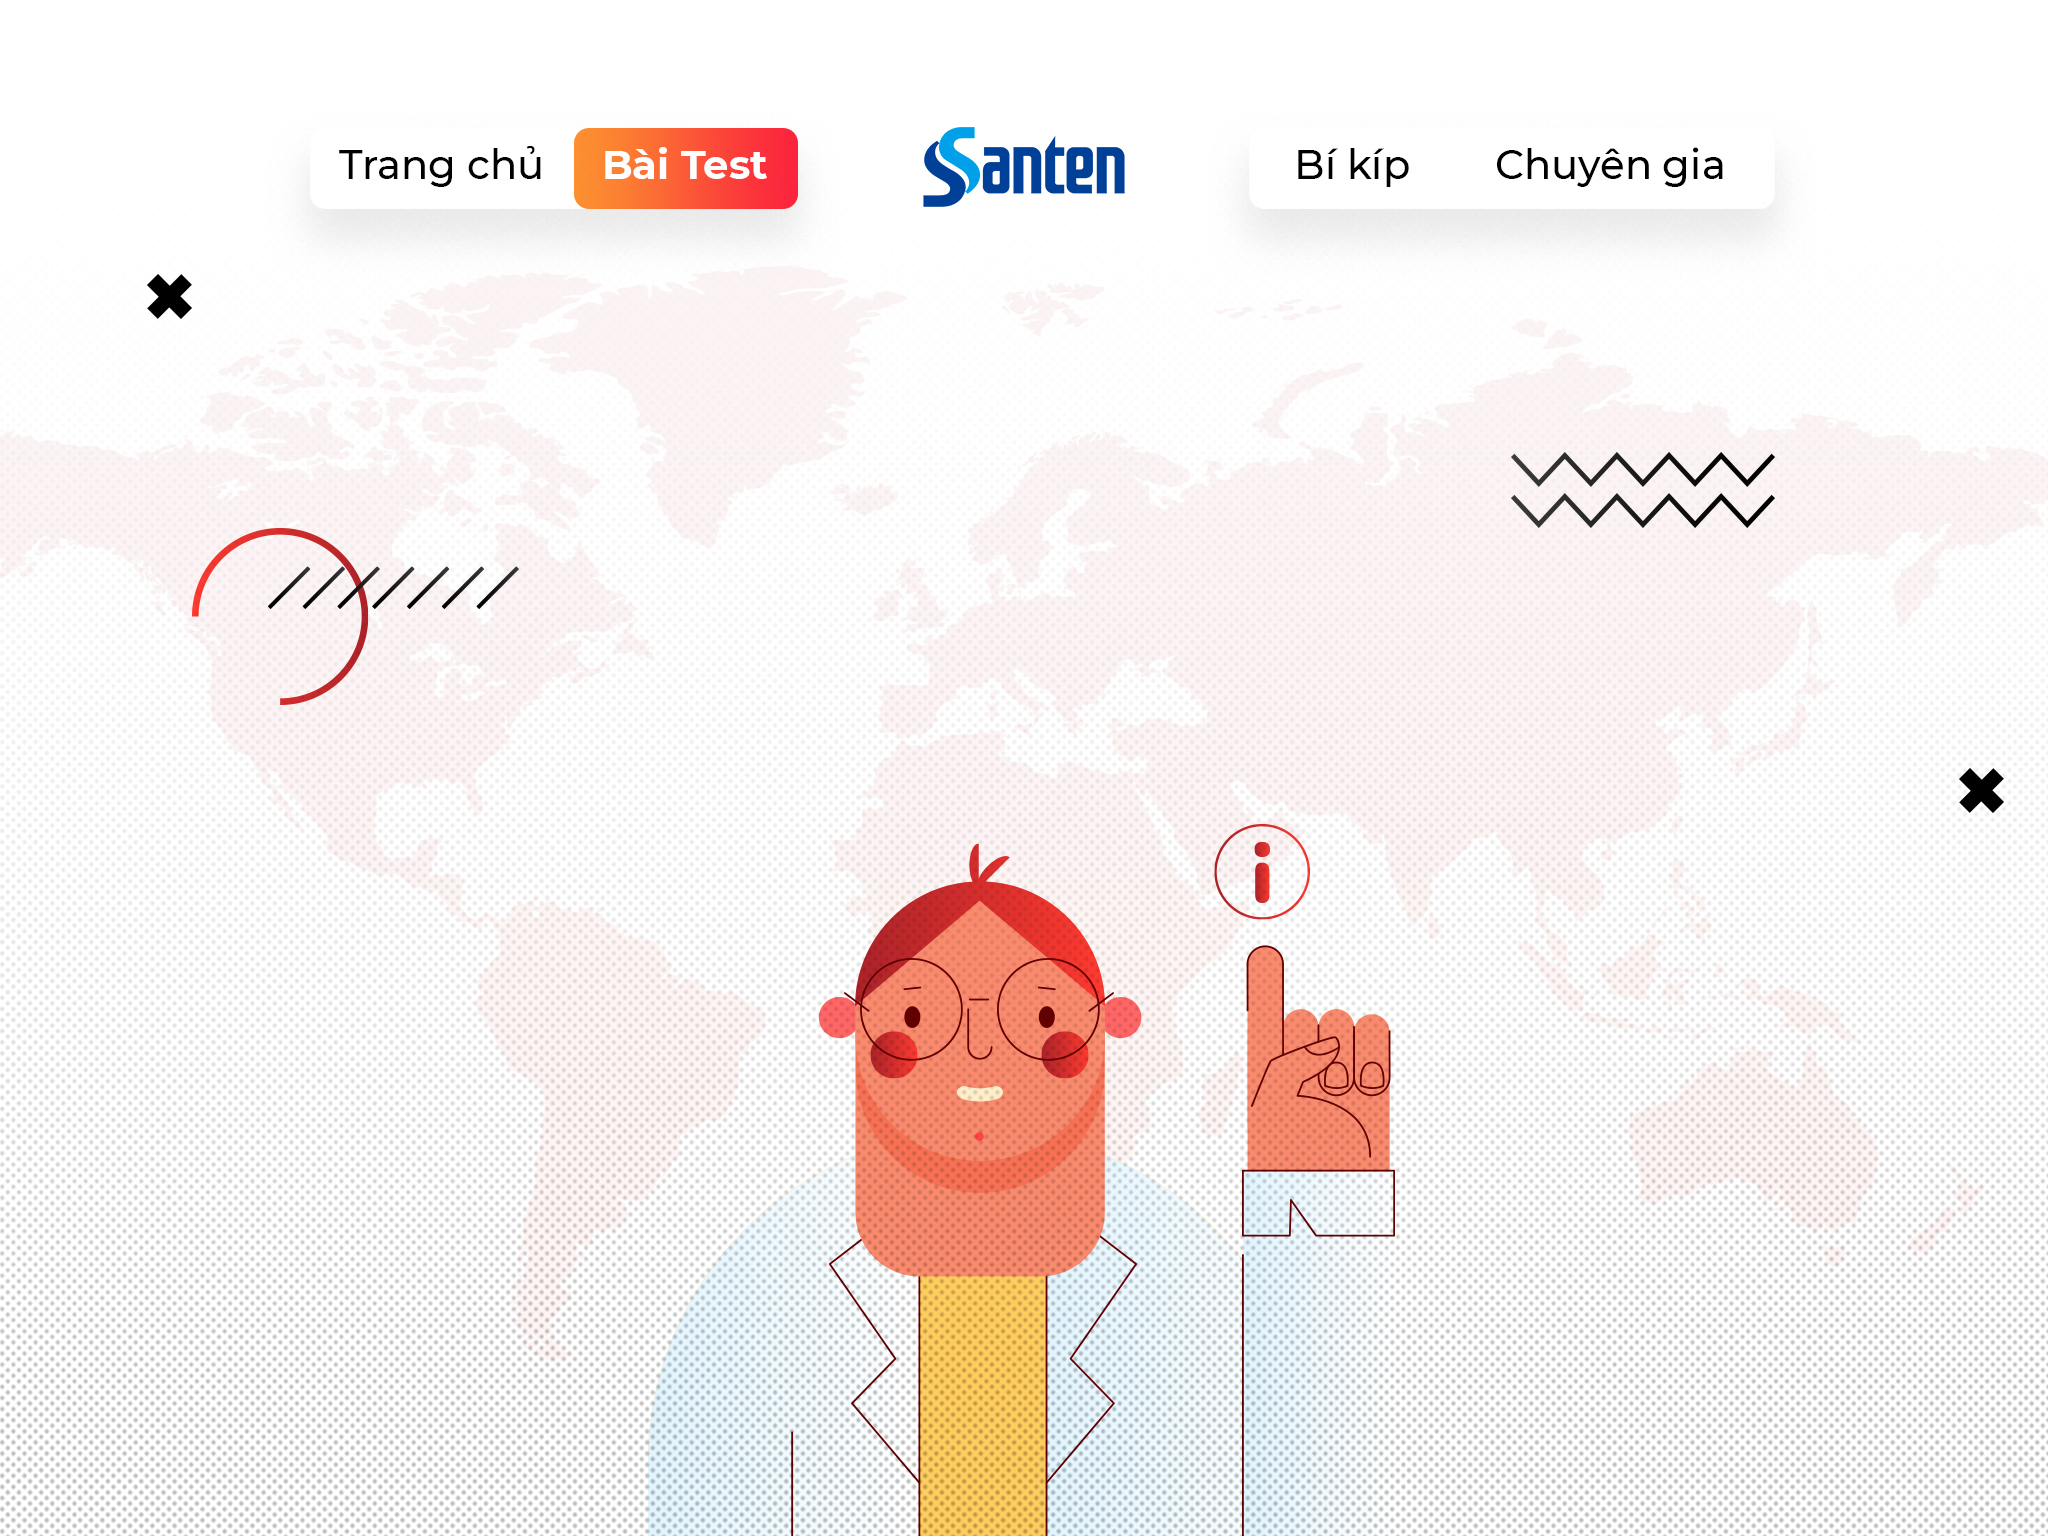 Trang chủ
Bài Test
Santen
Bí kíp
Chuyên gia
i